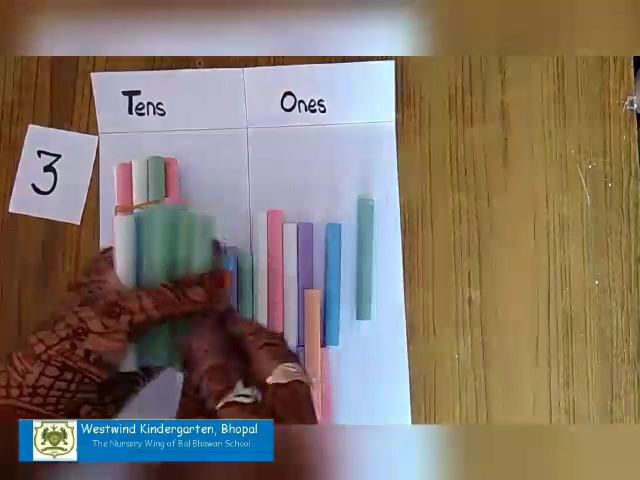 Tens Ones
3
Westwind Kindergarten, Bhopal
The Nursery Wing of Bal Bhawan School